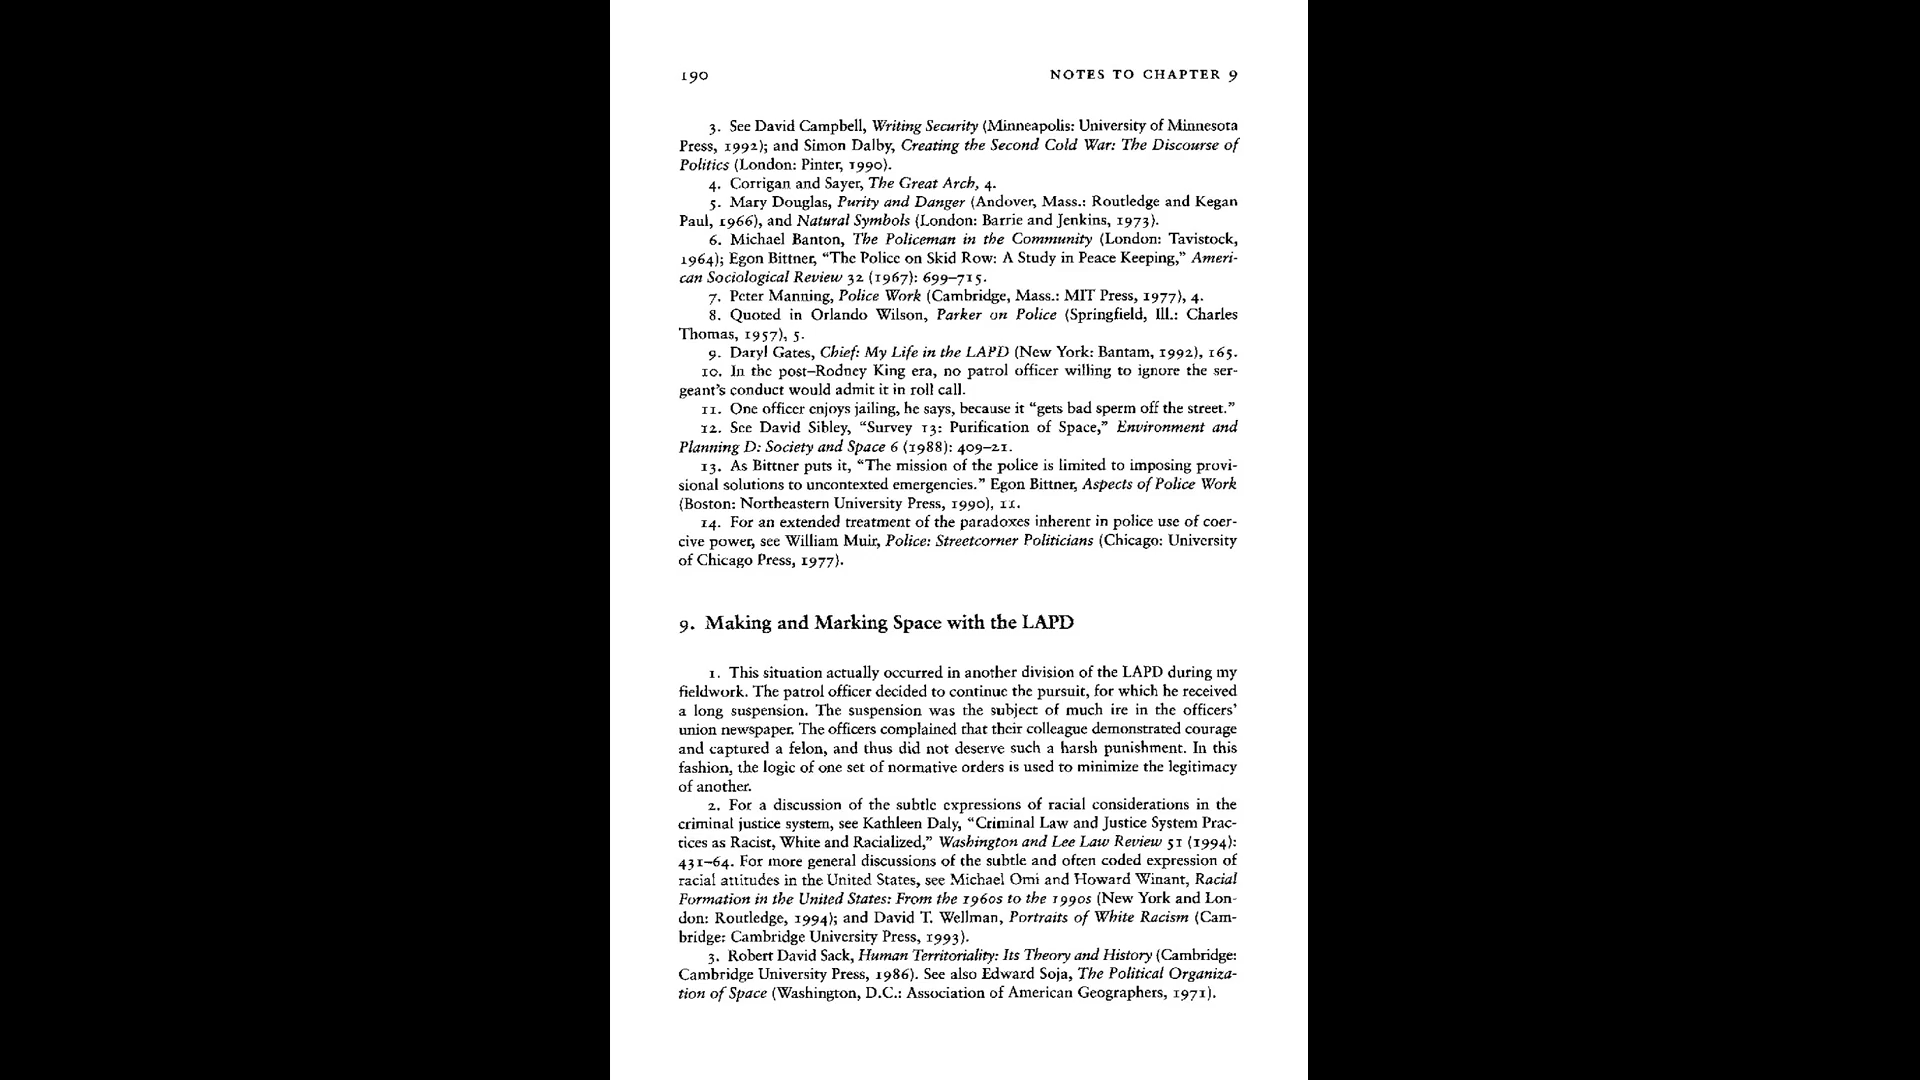 190
NOTES TO CHAPTER 9
3. See David Campbell, Writing Security (Minneapolis: University of Minnesota
Press, 1992); and Simon Dalby, Creating the Second Cold War: The Discourse of
Politics (London: Pinter, 1990).
4. Corrigan and Sayer, The Great Arch, 4.
5. Mary Douglas, Purity and Danger (Andover, Mass.: Routledge and Kegan
Paul, 1966), and Natural Symbols (London: Barrie and Jenkins, 1973).
6. Michael Banton, The Policeman in the Community (London: Tavistock,
1964); Egon Bittner, “The Police on Skid Row: A Study in Peace Keeping,” Ameri-
can Sociological Review 32 (1967): 699–715.
7. Peter Manning, Police Work (Cambridge, Mass.: MIT Press, 1977), 4.
8. Quoted in Orlando Wilson, Parker on Police (Springfield, Ill.: Charles
Thomas, 1957), 5.
9. Daryl Gates, Chief: My Life in the LAPD (New York: Bantam, 1992), 165.
10. In the post–Rodney King era, no patrol officer willing to ignore the ser-
geant’s conduct would admit it in roll call.
11. One officer enjoys jailing, he says, because it “gets bad sperm off the street.”
12. See David Sibley, “Survey 13: Purification of Space,” Environment and
Planning D: Society and Space 6 (1988): 409–21.
13. As Bittner puts it, “The mission of the police is limited to imposing provi-
sional solutions to uncontexted emergencies.” Egon Bittner, Aspects of Police Work
(Boston: Northeastern University Press, 1990), 11.
14. For an extended treatment of the paradoxes inherent in police use of coer-
cive power, see William Muir, Police: Streetcorner Politicians (Chicago: University
of Chicago Press, 1977).
9. Making and Marking Space with the LAPD
1. This situation actually occurred in another division of the LAPD during my
fieldwork. The patrol officer decided to continue the pursuit, for which he received
a long suspension. The suspension was the subject of much ire in the officers’
union newspaper. The officers complained that their colleague demonstrated courage
and captured a felon, and thus did not deserve such a harsh punishment. In this
fashion, the logic of one set of normative orders is used to minimize the legitimacy
of another.
2. For a discussion of the subtle expressions of racial considerations in the
criminal justice system, see Kathleen Daly, “Criminal Law and Justice System Prac-
tices as Racist, White and Racialized,” Washington and Lee Law Review 51 (1994):
431–64. For more general discussions of the subtle and often coded expression of
racial attitudes in the United States, see Michael Omi and Howard Winant, Racial
Formation in the United States: From the 1960s to the 1990s (New York and Lon-
don: Routledge, 1994); and David T. Wellman, Portraits of White Racism (Cam-
bridge: Cambridge University Press, 1993).
3. Robert David Sack, Human Territoriality: Its Theory and History (Cambridge:
Cambridge University Press, 1986). See also Edward Soja, The Political Organiza-
tion of Space (Washington, D.C.: Association of American Geographers, 1971).